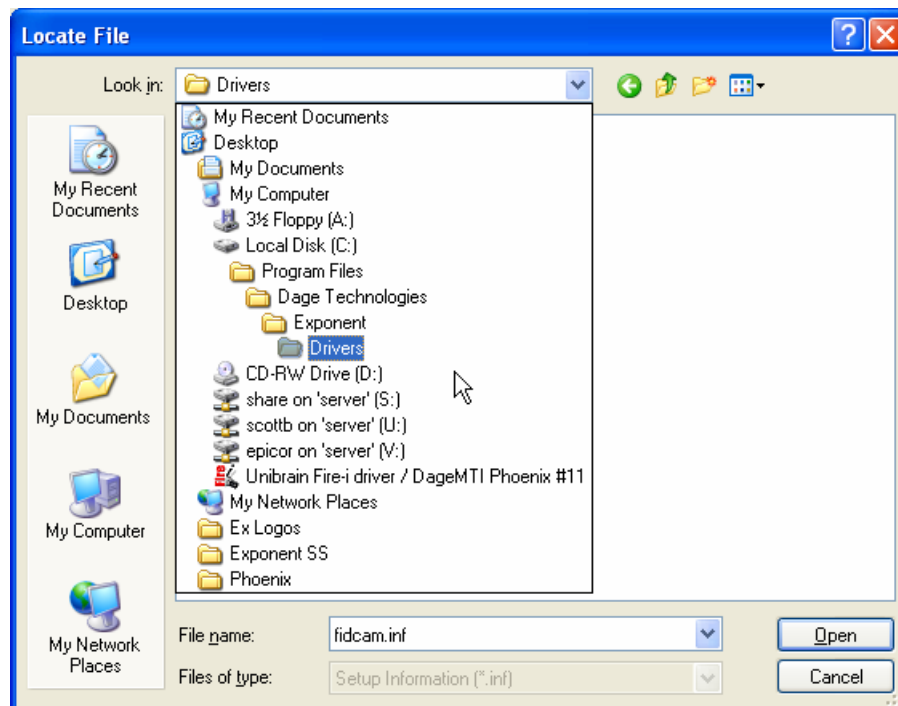 Locate File
Look in:
Drivers
My Recent Documents
Desktop
My Documents
My Computer
3½ Floppy (A:)
Local Disk (C:)
Program Files
Dage Technologies
Exponent
Drivers
CD-RW Drive (D:)
share on 'server' (S:)
scottb on 'server' (U:)
epicor on 'server' (V:)
fire Unibrain Fire-i driver / DageMTI Phoenix #11
My Network Places
Ex Logos
Exponent SS
Phoenix
My Recent
Documents
Desktop
My Documents
My Computer
My Network
Places
File name:
fidcam.inf
Open
Files of type:
Setup Information (*.inf)
Cancel